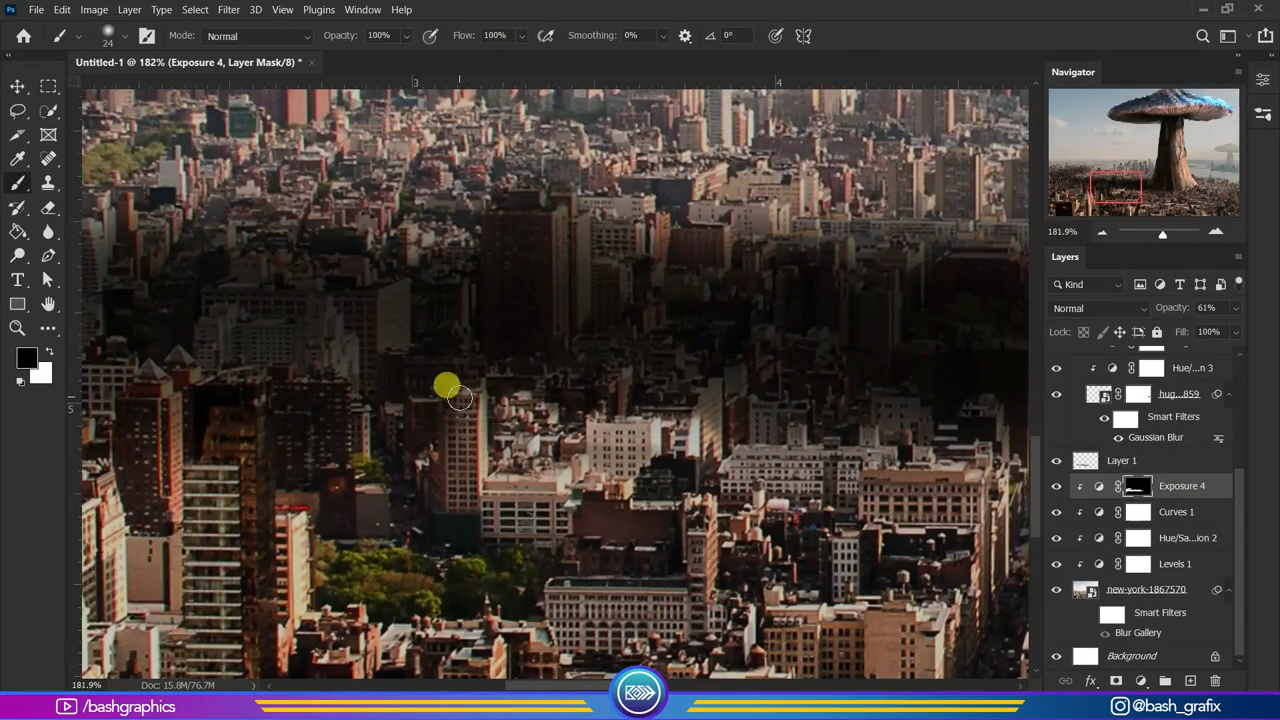 Ps File Edit Image Layer Type Select Filter 3D View Plugins Window Help
24 Mode: Normal Opacity: 100% Flow: 100% Smoothing: 0% 0°
Untitled-1 @ 182% (Exposure 4, Layer Mask/8) *
3 4
5
Navigator
181.9%
Layers
Kind
Normal Opacity: 61%
Lock: Fill: 100%
Hue/...n 3
hug...859
Smart Filters
Gaussian Blur
Layer 1
Exposure 4
Curves 1
Hue/Sa...ion 2
Levels 1
new-york-1867570
Smart Filters
Blur Gallery
Background
fx
181.9% Doc: 15.8M/76.7M
/bashgraphics @bash_grafix